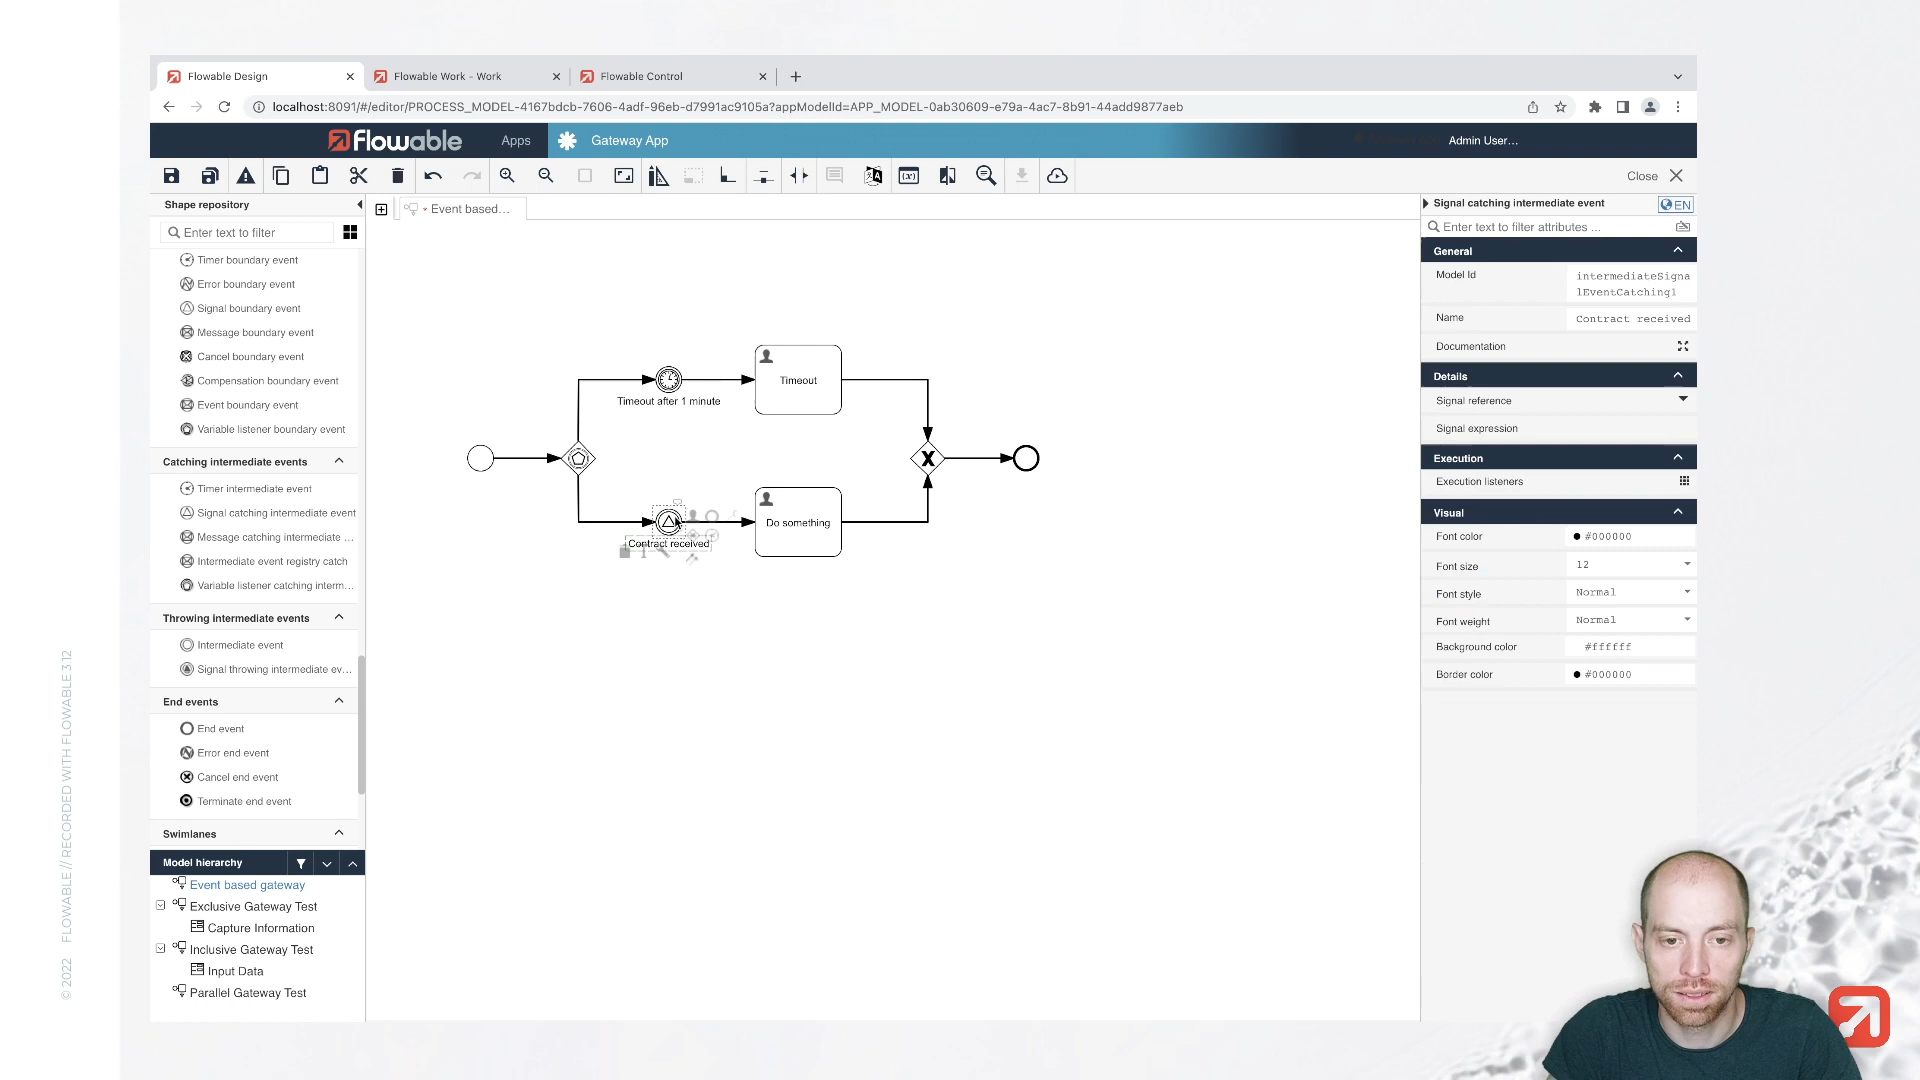 Flowable Design
Flowable Work - Work
Flowable Control
localhost:8091/#/editor/PROCESS_MODEL-4167bdcb-7606-4adf-96eb-d7991ac9105a?appModelId=APP_MODEL-0ab30609-e79a-4ac7-8b91-44add9877aeb
Flowable
Apps
Gateway App
Admin User...
Close
Shape repository
Event based...
Signal catching intermediate event
EN
Enter text to filter
Enter text to filter attributes ...
Timer boundary event
Error boundary event
Signal boundary event
Message boundary event
Cancel boundary event
Compensation boundary event
Event boundary event
Variable listener boundary event
Catching intermediate events
Timer intermediate event
Signal catching intermediate event
Message catching intermediate ...
Intermediate event registry catch
Variable listener catching interm...
Throwing intermediate events
Intermediate event
Signal throwing intermediate ev...
End events
End event
Error end event
Cancel end event
Terminate end event
Swimlanes
Model hierarchy
Event based gateway
Exclusive Gateway Test
Capture Information
Inclusive Gateway Test
Input Data
Parallel Gateway Test
Timeout after 1 minute
Timeout
Contract received
Do something
General
Model Id
intermediateSigna
lEventCatching1
Name
Contract received
Documentation
Details
Signal reference
Signal expression
Execution
Execution listeners
Visual
Font color
#000000
Font size
12
Font style
Normal
Font weight
Normal
Background color
#ffffff
Border color
#000000
© 2022 FLOWABLE // RECORDED WITH FLOWABLE 3.12